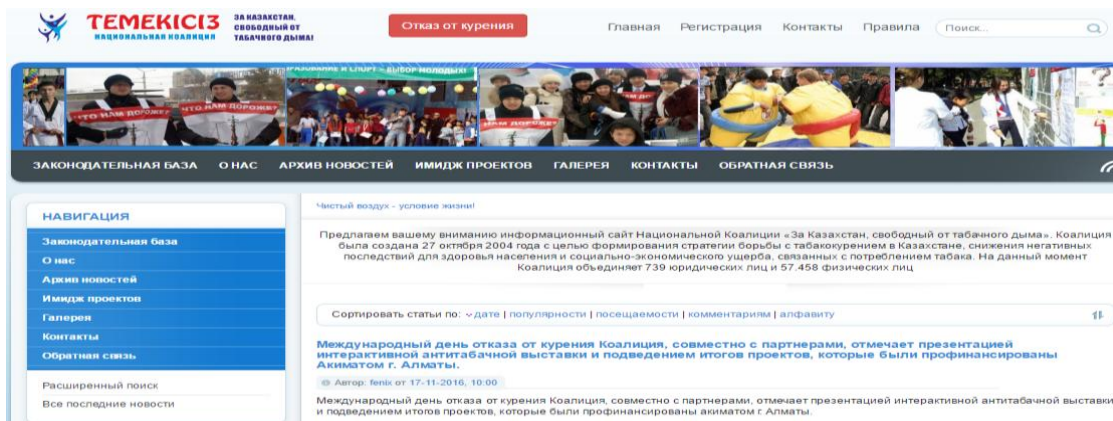 ТЕМЕКІСІЗ
НАЦИОНАЛЬНАЯ КОАЛИЦИЯ
ЗА КАЗАХСТАН,
СВОБОДНЫЙ ОТ
ТАБАЧНОГО ДЫМА!
Отказ от курения
Главная Регистрация Контакты Правила Поиск...
ЧТО НАМ ДОРОЖЕ?
ЗАКОНОДАТЕЛЬНАЯ БАЗА О НАС АРХИВ НОВОСТЕЙ ИМИДЖ ПРОЕКТОВ ГАЛЕРЕЯ КОНТАКТЫ ОБРАТНАЯ СВЯЗЬ
НАВИГАЦИЯ
Законодательная база
О нас
Архив новостей
Имидж проектов
Галерея
Контакты
Обратная связь
Расширенный поиск
Все последние новости
Чистый воздух - условие жизни!
Предлагаем вашему вниманию информационный сайт Национальной Коалиции «За Казахстан, свободный от табачного дыма». Коалиция
была создана 27 октября 2004 года с целью формирования стратегии борьбы с табакокурением в Казахстане, снижения негативных
последствий для здоровья населения и социально-экономического ущерба, связанных с потреблением табака. На данный момент
Коалиция объединяет 739 юридических лиц и 57.458 физических лиц
Сортировать статьи по: дате | популярности | посещаемости | комментариям | алфавиту
Международный день отказа от курения Коалиция, совместно с партнерами, отмечает презентацией
интерактивной антитабачной выставки и подведением итогов проектов, которые были профинансированы
Акиматом г. Алматы.
Автор: fenix от 17-11-2016, 10:00
Международный день отказа от курения Коалиция, совместно с партнерами, отмечает презентацией интерактивной антитабачной выставки
и подведением итогов проектов, которые были профинансированы акиматом г. Алматы.